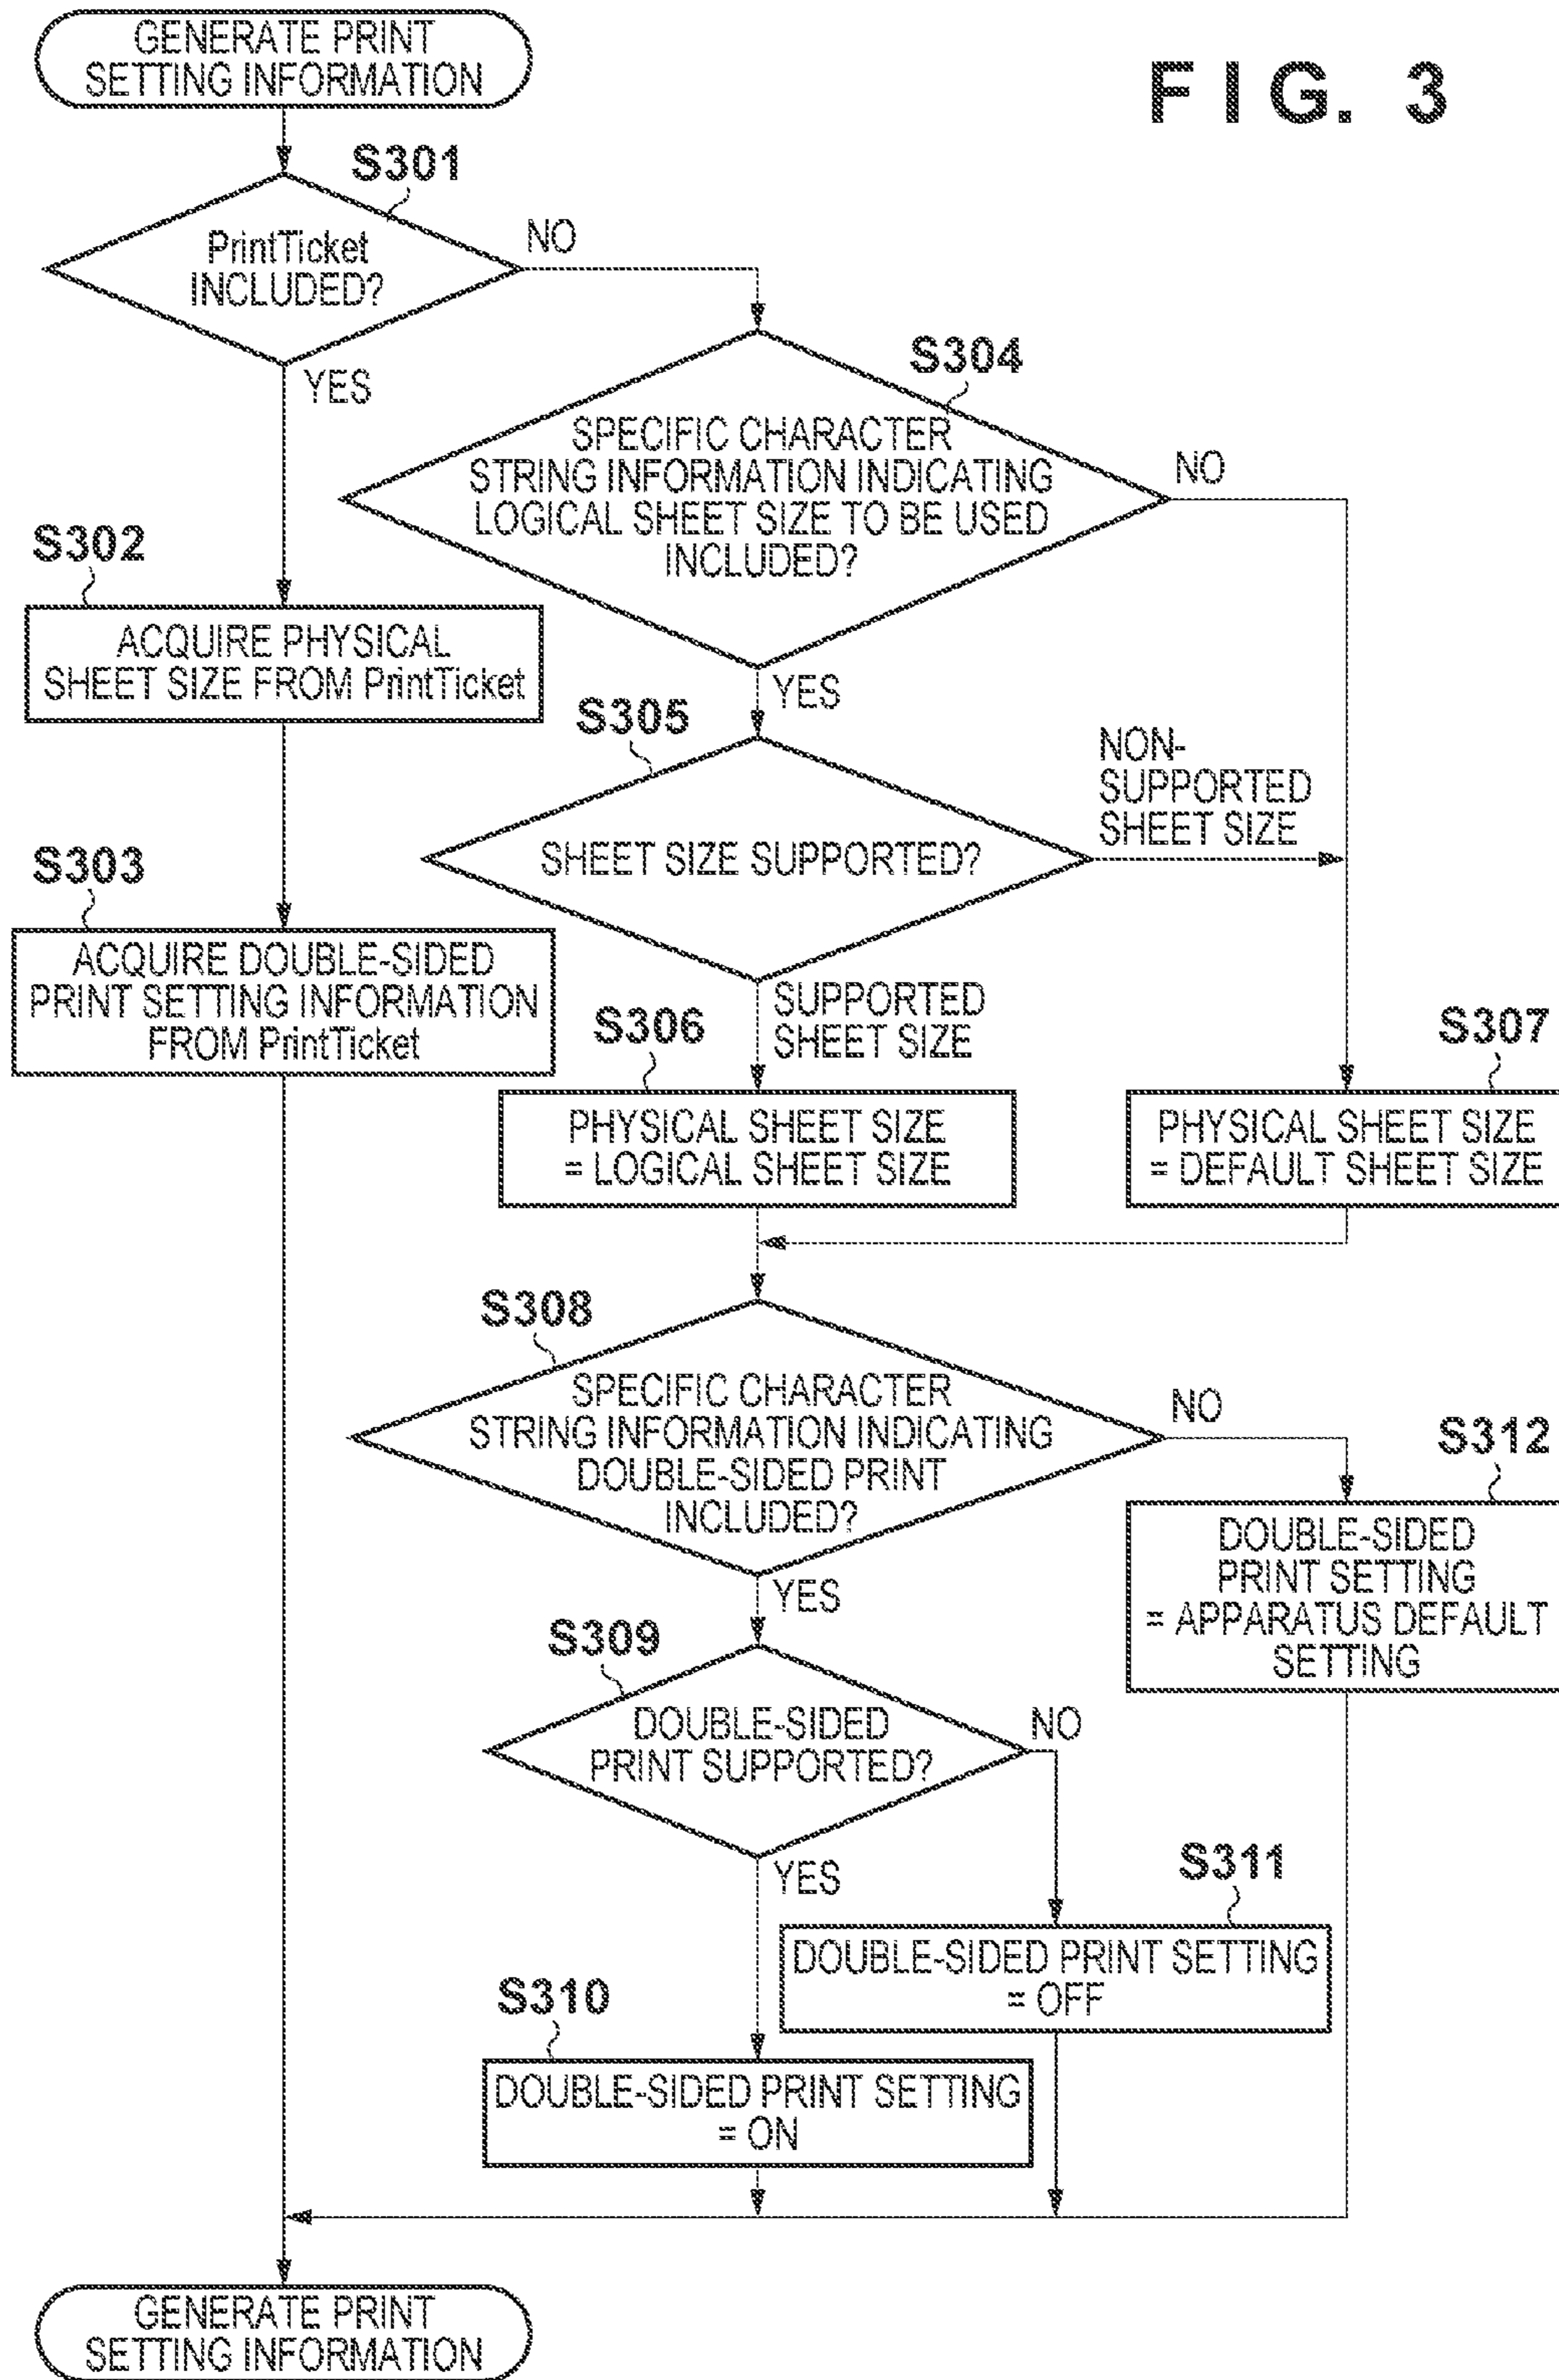 GENERATE PRINT
SETTING INFORMATION
F I G. 3
S301
PrintTicket
INCLUDED?
NO
YES
S304
SPECIFIC CHARACTER
STRING INFORMATION INDICATING
LOGICAL SHEET SIZE TO BE USED
INCLUDED?
NO
YES
S302
ACQUIRE PHYSICAL
SHEET SIZE FROM PrintTicket
S305
SHEET SIZE SUPPORTED?
NON-
SUPPORTED
SHEET SIZE
SUPPORTED
SHEET SIZE
S303
ACQUIRE DOUBLE-SIDED
PRINT SETTING INFORMATION
FROM PrintTicket
S306
PHYSICAL SHEET SIZE
= LOGICAL SHEET SIZE
S307
PHYSICAL SHEET SIZE
= DEFAULT SHEET SIZE
S308
SPECIFIC CHARACTER
STRING INFORMATION INDICATING
DOUBLE-SIDED PRINT
INCLUDED?
NO
YES
S312
DOUBLE-SIDED
PRINT SETTING
= APPARATUS DEFAULT
SETTING
S309
DOUBLE-SIDED
PRINT SUPPORTED?
NO
YES
S311
DOUBLE-SIDED PRINT SETTING
= OFF
S310
DOUBLE-SIDED PRINT SETTING
= ON
GENERATE PRINT
SETTING INFORMATION